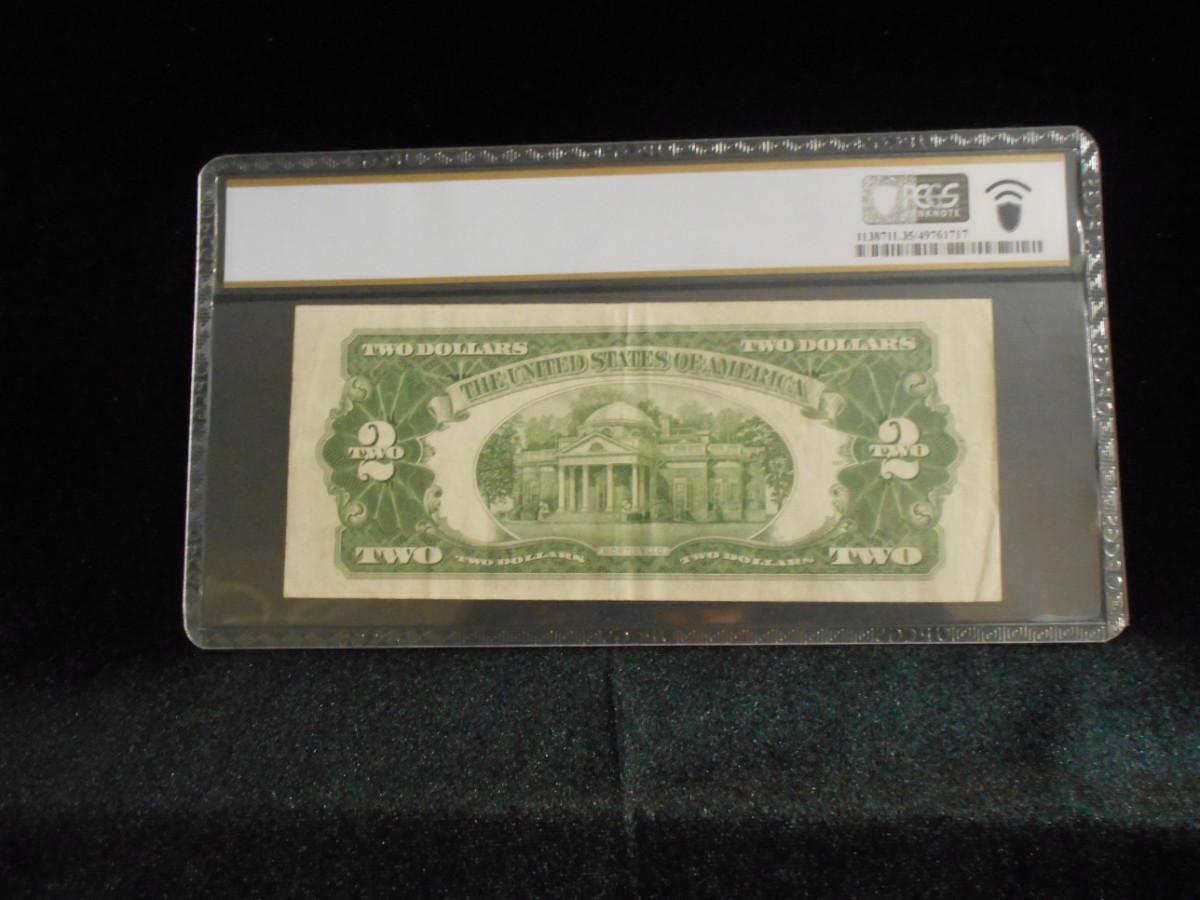 PCGS
BANKNOTE
1138711.35/49761717
TWO DOLLARS TWO DOLLARS
THE UNITED STATES OF AMERICA
2 2
TWO TWO
MONTICELLO
TWO TWO DOLLARS TWO DOLLARS TWO